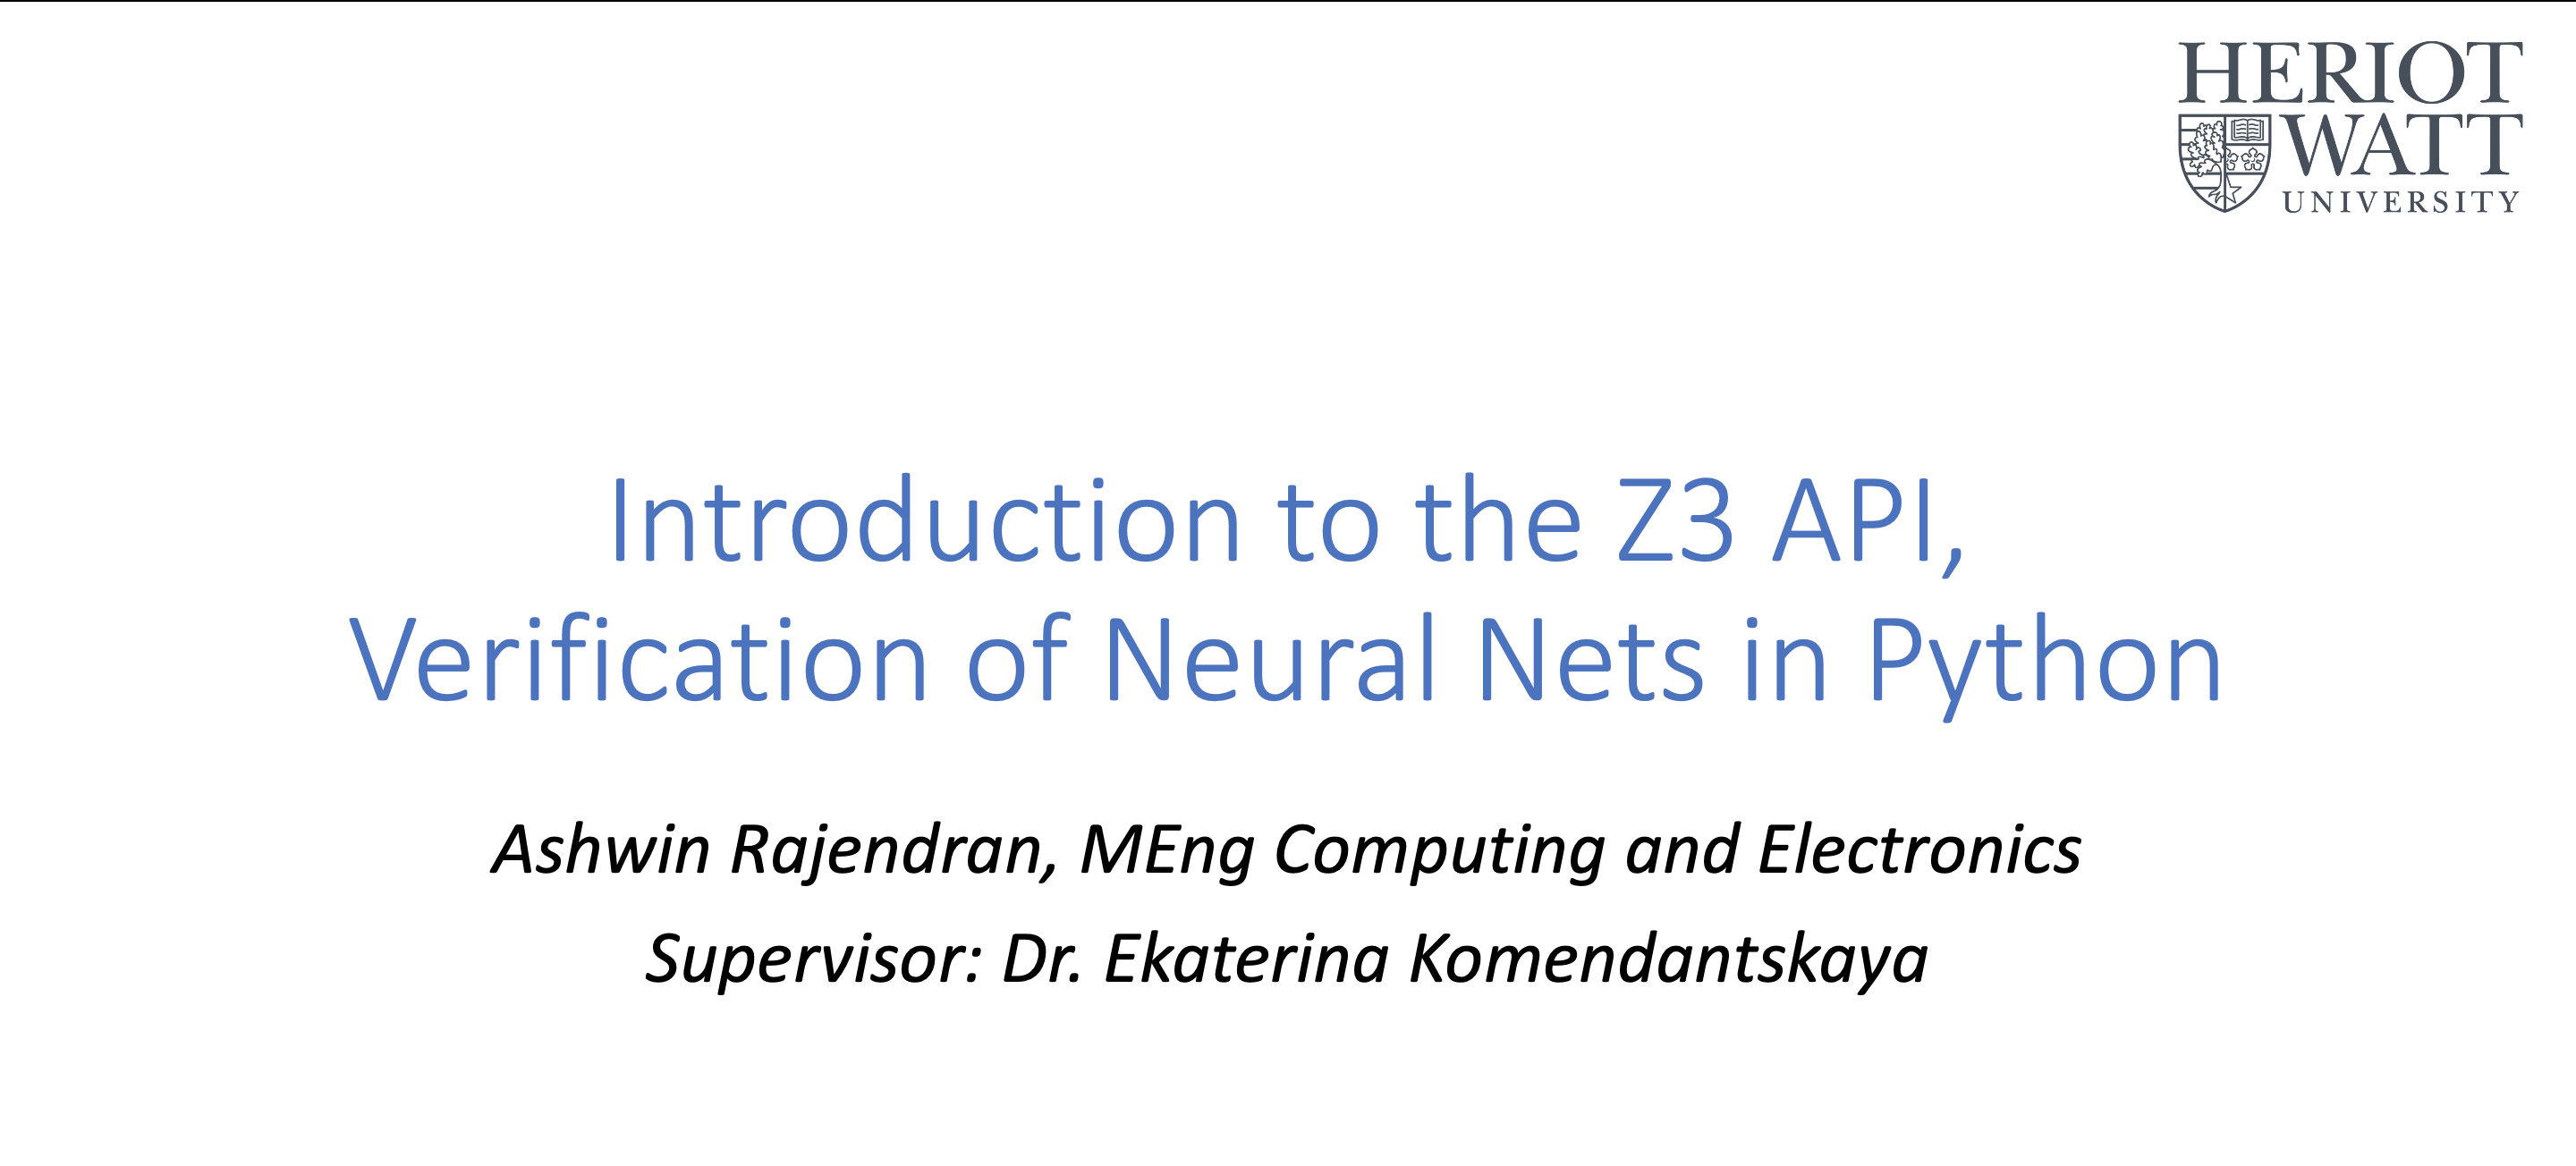 HERIOT
WATT
UNIVERSITY
Introduction to the Z3 API,
Verification of Neural Nets in Python
Ashwin Rajendran, MEng Computing and Electronics
Supervisor: Dr. Ekaterina Komendantskaya